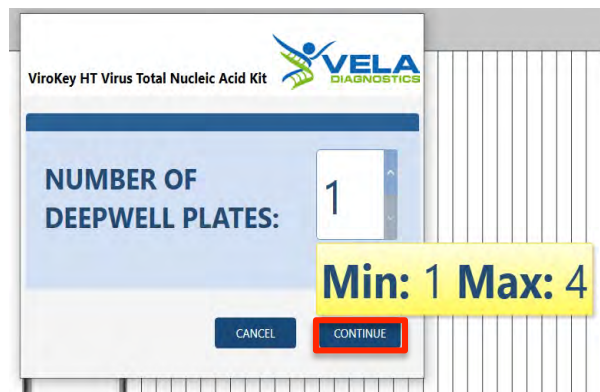 ViroKey HT Virus Total Nucleic Acid Kit
VELA
DIAGNOSTICS
NUMBER OF
DEEPWELL PLATES:
1
Min: 1 Max: 4
CANCEL
CONTINUE